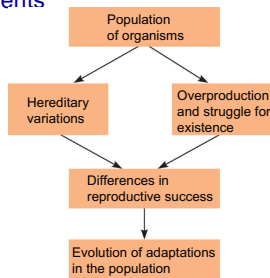 Population
of organisms
Hereditary
variations
Overproduction
and struggle for
existence
Differences in
reproductive success
Evolution of adaptations
in the population